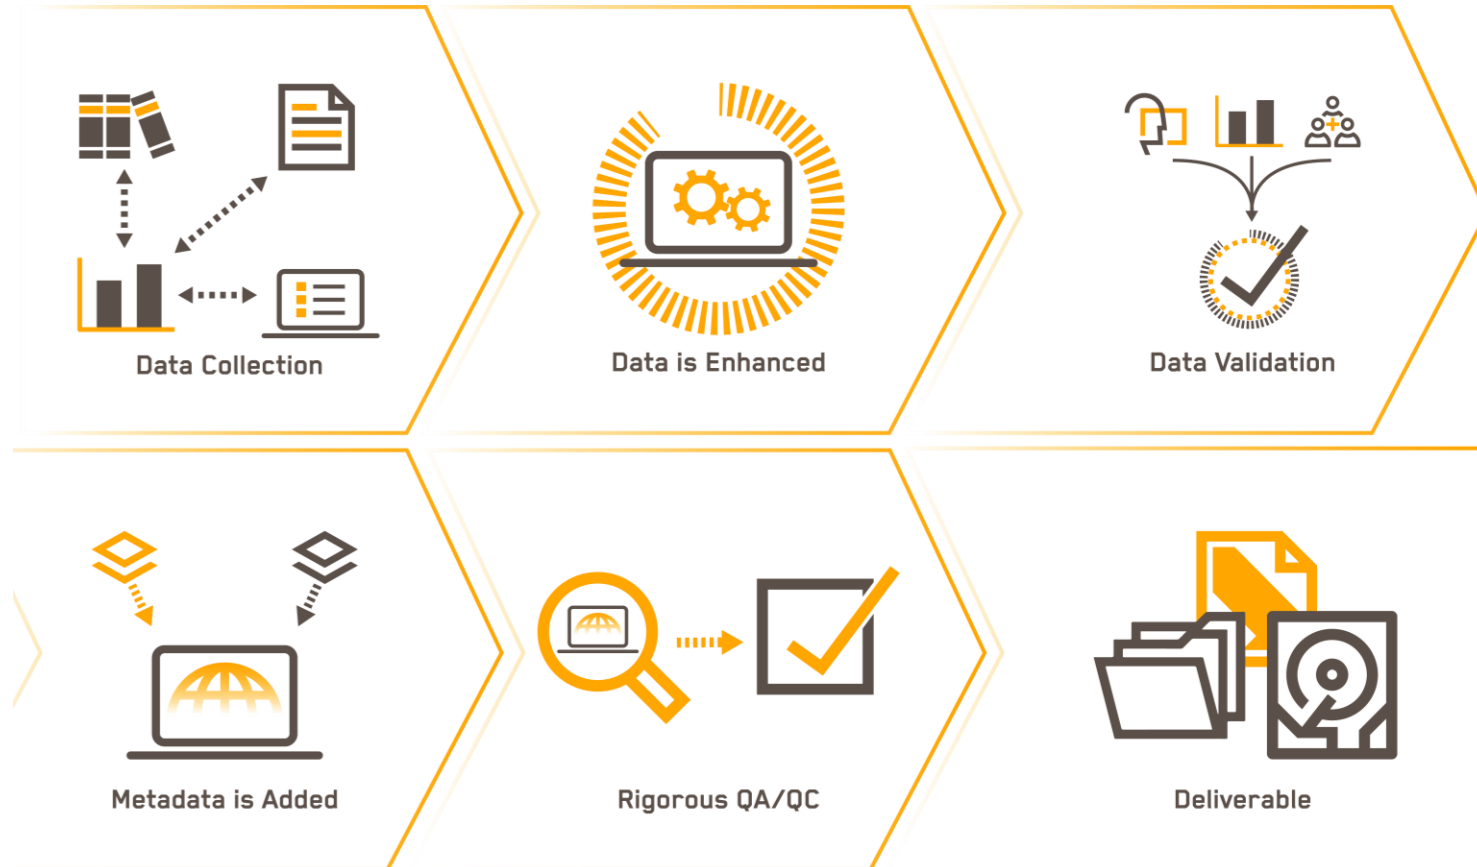 Data Collection
Data is Enhanced
Data Validation
Metadata is Added
Rigorous QA/QC
Deliverable